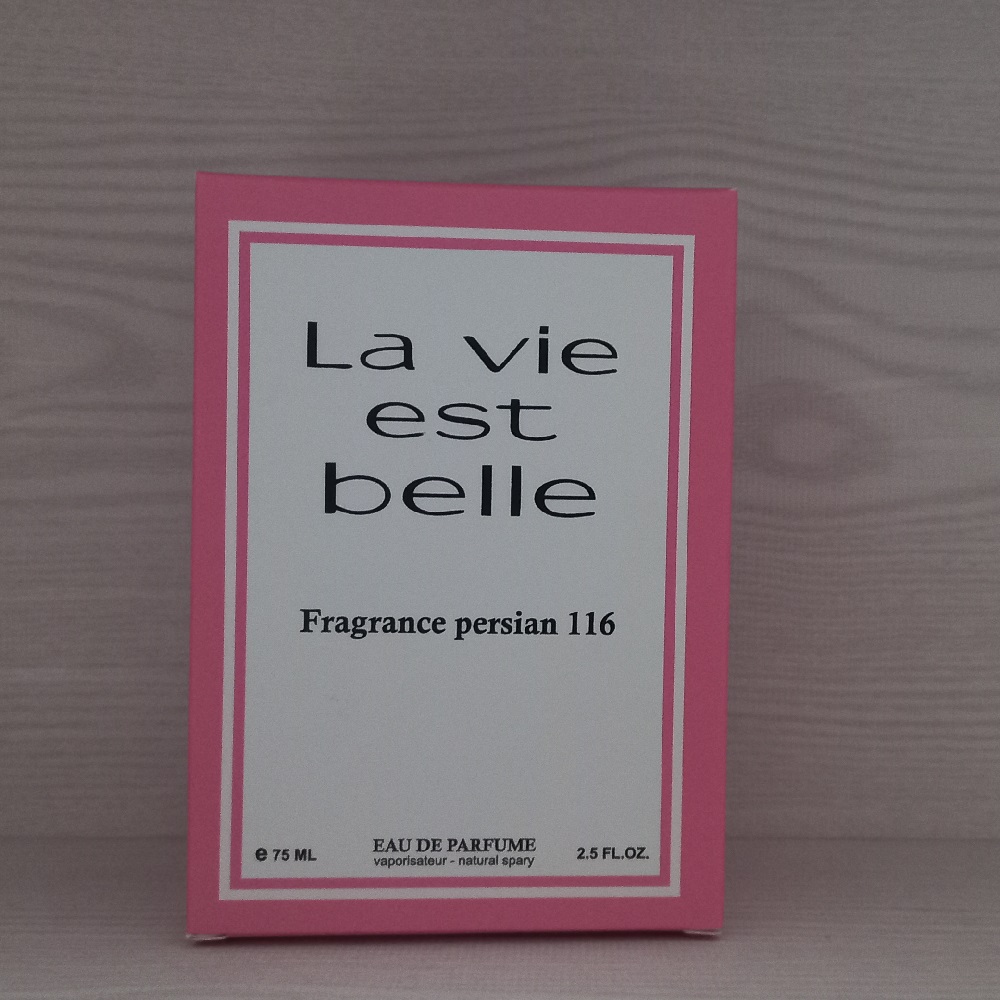 La vie
est
belle
Fragrance persian 116
e 75 ML
EAU DE PARFUME
vaporisateur - natural spary
2.5 FL.OZ.